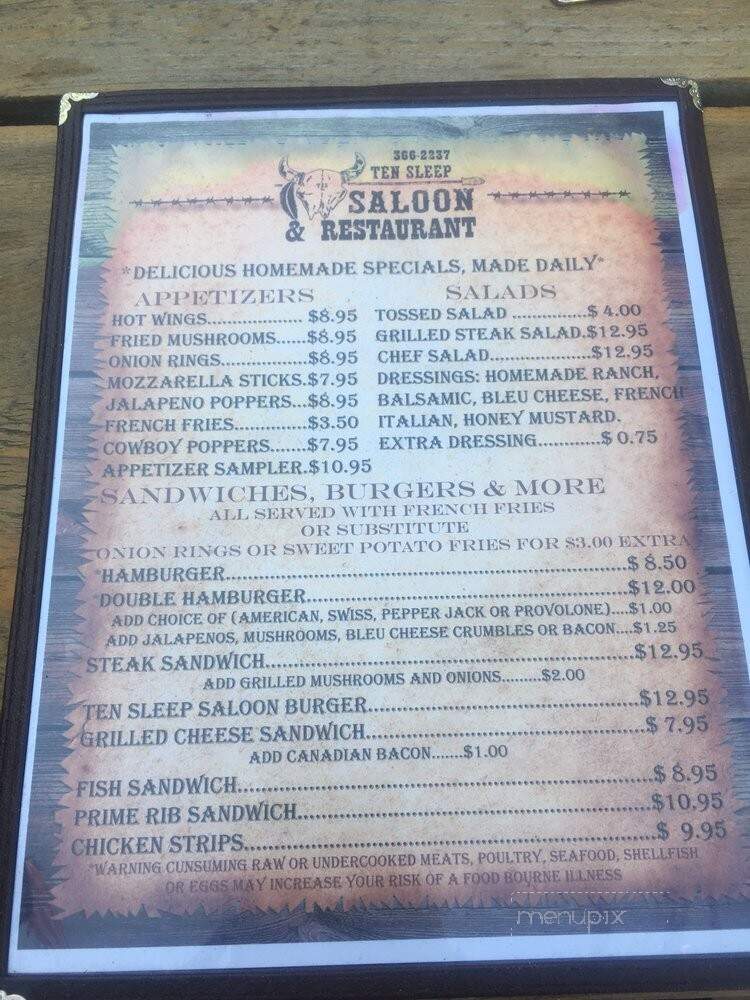 366-2237
TEN SLEEP
SALOON
& RESTAURANT
*DELICIOUS HOMEMADE SPECIALS, MADE DAILY*
APPETIZERS
HOT WINGS.................... $8.95
FRIED MUSHROOMS......$8.95
ONION RINGS.................$8.95
MOZZARELLA STICKS.$7.95
JALAPENO POPPERS...$8.95
FRENCH FRIES..............$3.50
COWBOY POPPERS.......$7.95
APPETIZER SAMPLER.$10.95
SALADS
TOSSED SALAD ...............$ 4.00
GRILLED STEAK SALAD.$12.95
CHEF SALAD.....................$12.95
DRESSINGS: HOMEMADE RANCH,
BALSAMIC, BLEU CHEESE, FRENCH
ITALIAN, HONEY MUSTARD.
EXTRA DRESSING............$ 0.75
SANDWICHES, BURGERS & MORE
ALL SERVED WITH FRENCH FRIES
OR SUBSTITUTE
ONION RINGS OR SWEET POTATO FRIES FOR $3.00 EXTRA
*HAMBURGER..........................................................................$ 8.50
DOUBLE HAMBURGER............................................................$12.00
ADD CHOICE OF (AMERICAN, SWISS, PEPPER JACK OR PROVOLONE)....$1.00
ADD JALAPENOS, MUSHROOMS, BLEU CHEESE CRUMBLES OR BACON....$1.25
STEAK SANDWICH....................................................................$12.95
ADD GRILLED MUSHROOMS AND ONIONS.........$2.00
TEN SLEEP SALOON BURGER..................................................$12.95
GRILLED CHEESE SANDWICH...................................................$ 7.95
ADD CANADIAN BACON......$1.00
FISH SANDWICH.........................................................................$ 8.95
PRIME RIB SANDWICH...............................................................$10.95
CHICKEN STRIPS........................................................................$ 9.95
*WARNING CUNSUMING RAW OR UNDERCOOKED MEATS, POULTRY, SEAFOOD, SHELLFISH
OR EGGS MAY INCREASE YOUR RISK OF A FOOD BOURNE ILLNESS
menupix